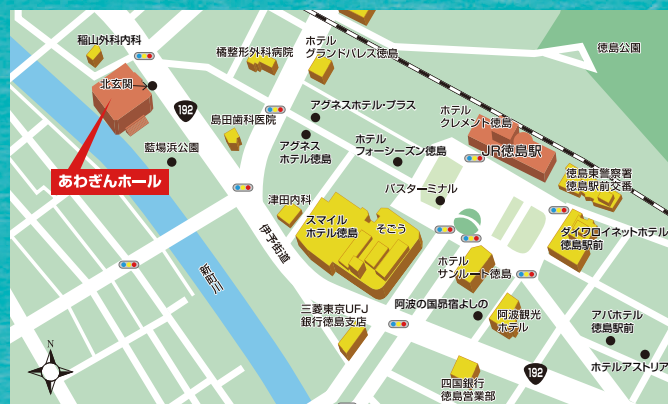 稲山外科内科
北玄関
192
橘整形外科病院
ホテル
グランドパレス徳島
徳島公園
島田歯科医院
アグネスホテル・プラス
アグネス
ホテル徳島
ホテル
フォーシーズン徳島
ホテル
クレメント徳島
JR徳島駅
徳島東警察署
徳島駅前交番
藍場浜公園
あわぎんホール
津田内科
伊予街道
スマイル
ホテル徳島
そごう
バスターミナル
ダイワロイネットホテル
徳島駅前
ホテル
サンルート徳島
新町川
三菱東京UFJ
銀行徳島支店
阿波の国昴宿よしの
阿波観光
ホテル
アパホテル
徳島駅前
ホテルアストリア
192
四国銀行
徳島営業部
N